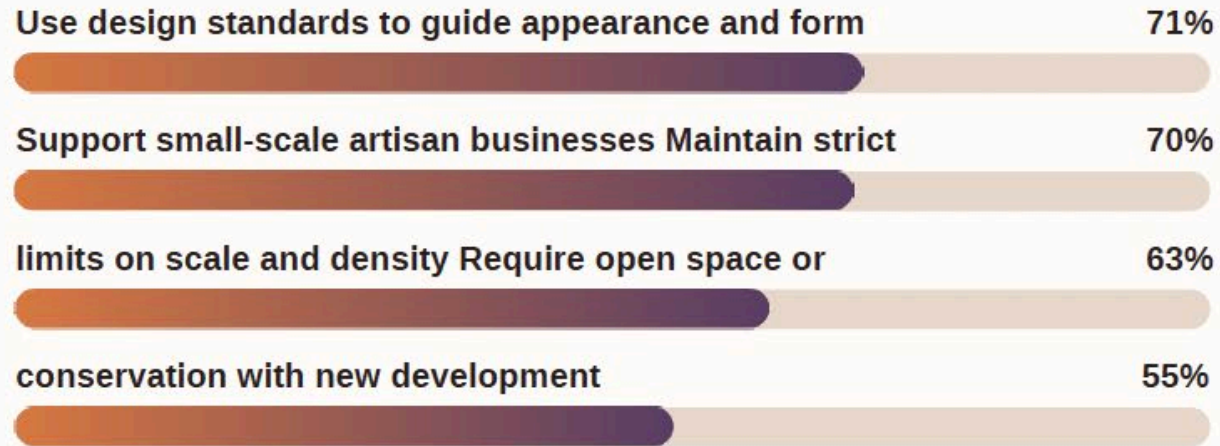 Use design standards to guide appearance and form 71%
Support small-scale artisan businesses Maintain strict 70%
limits on scale and density Require open space or 63%
conservation with new development 55%